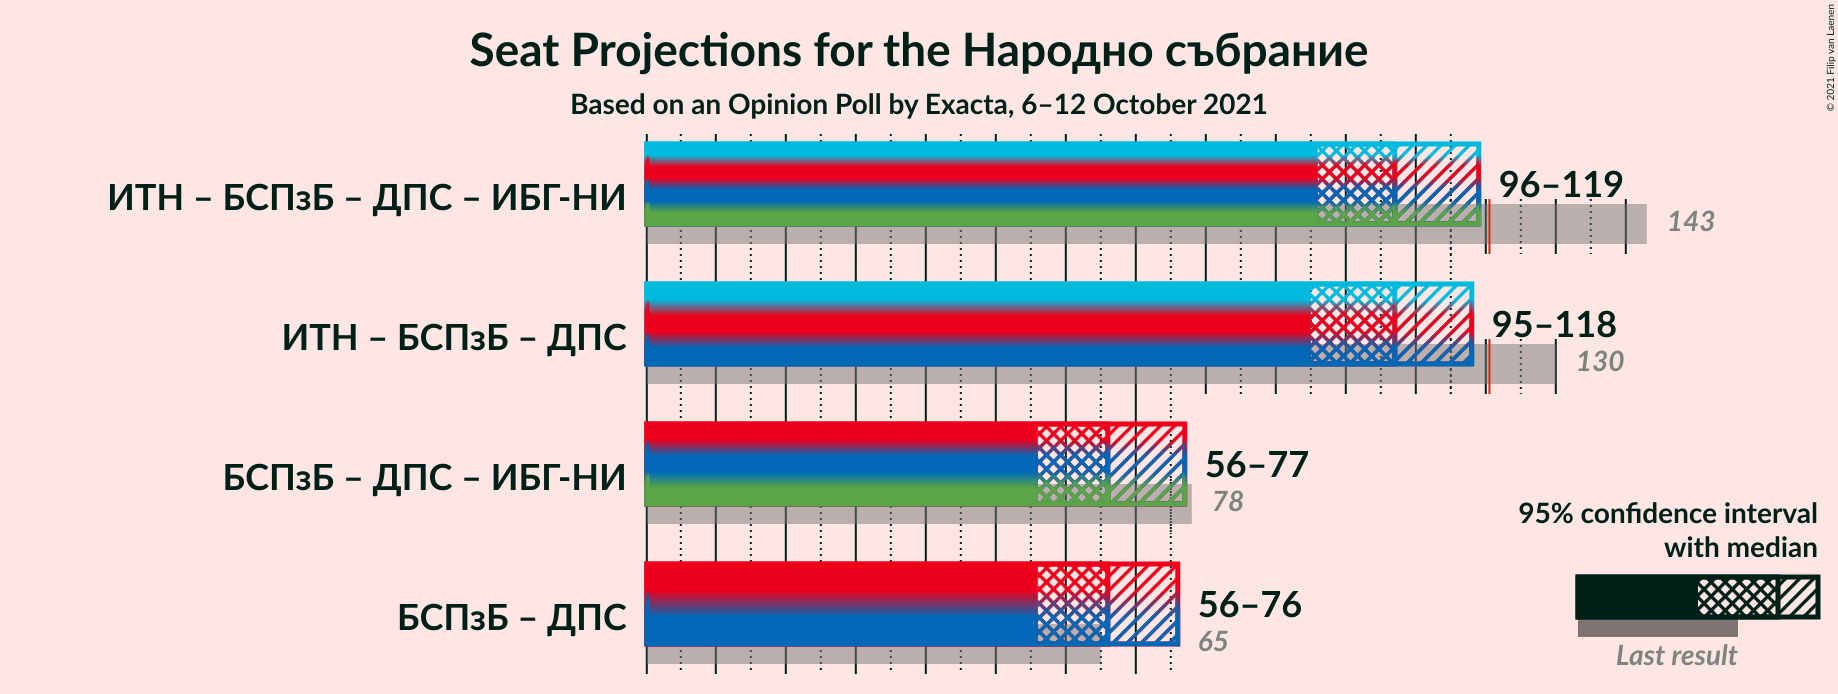 Seat Projections for the Народно събрание
Based on an Opinion Poll by Exacta, 6–12 October 2021
© 2021 Filip van Laenen
ИТН – БСПзБ – ДПС – ИБГ-НИ
96–119
143
ИТН – БСПзБ – ДПС
95–118
130
БСПзБ – ДПС – ИБГ-НИ
56–77
78
БСПзБ – ДПС
56–76
65
95% confidence interval
with median
Last result